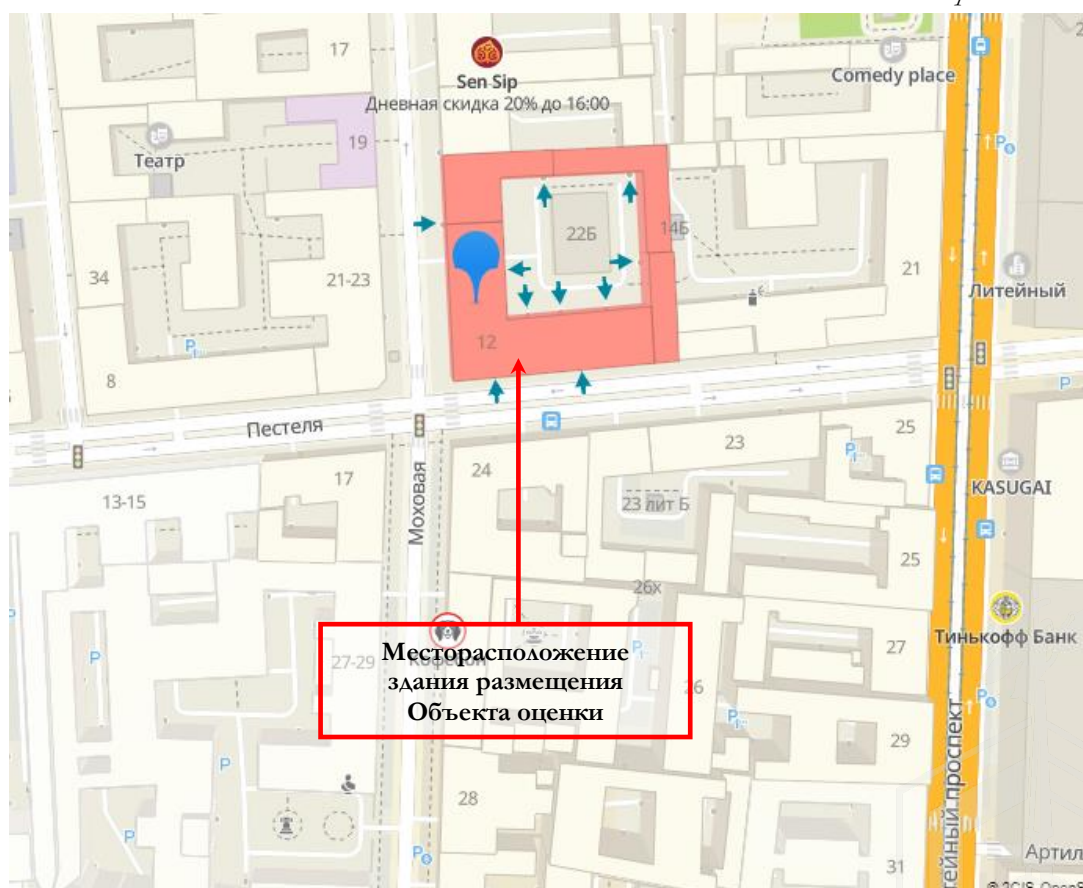 17
Sen Sip
Дневная скидка 20% до 16:00
Comedy place
Театр
19
34
21-23
22Б
14Б
21
Литейный
12
8
Пестеля
Моховая
24
23
25
17
13-15
23 лит Б
KASUGAI
25
26х
Тинькофф Банк
27
27-29
Кофебон
Месторасположение
здания размещения
Объекта оценки
26
29
28
тейный проспект
31
Артил